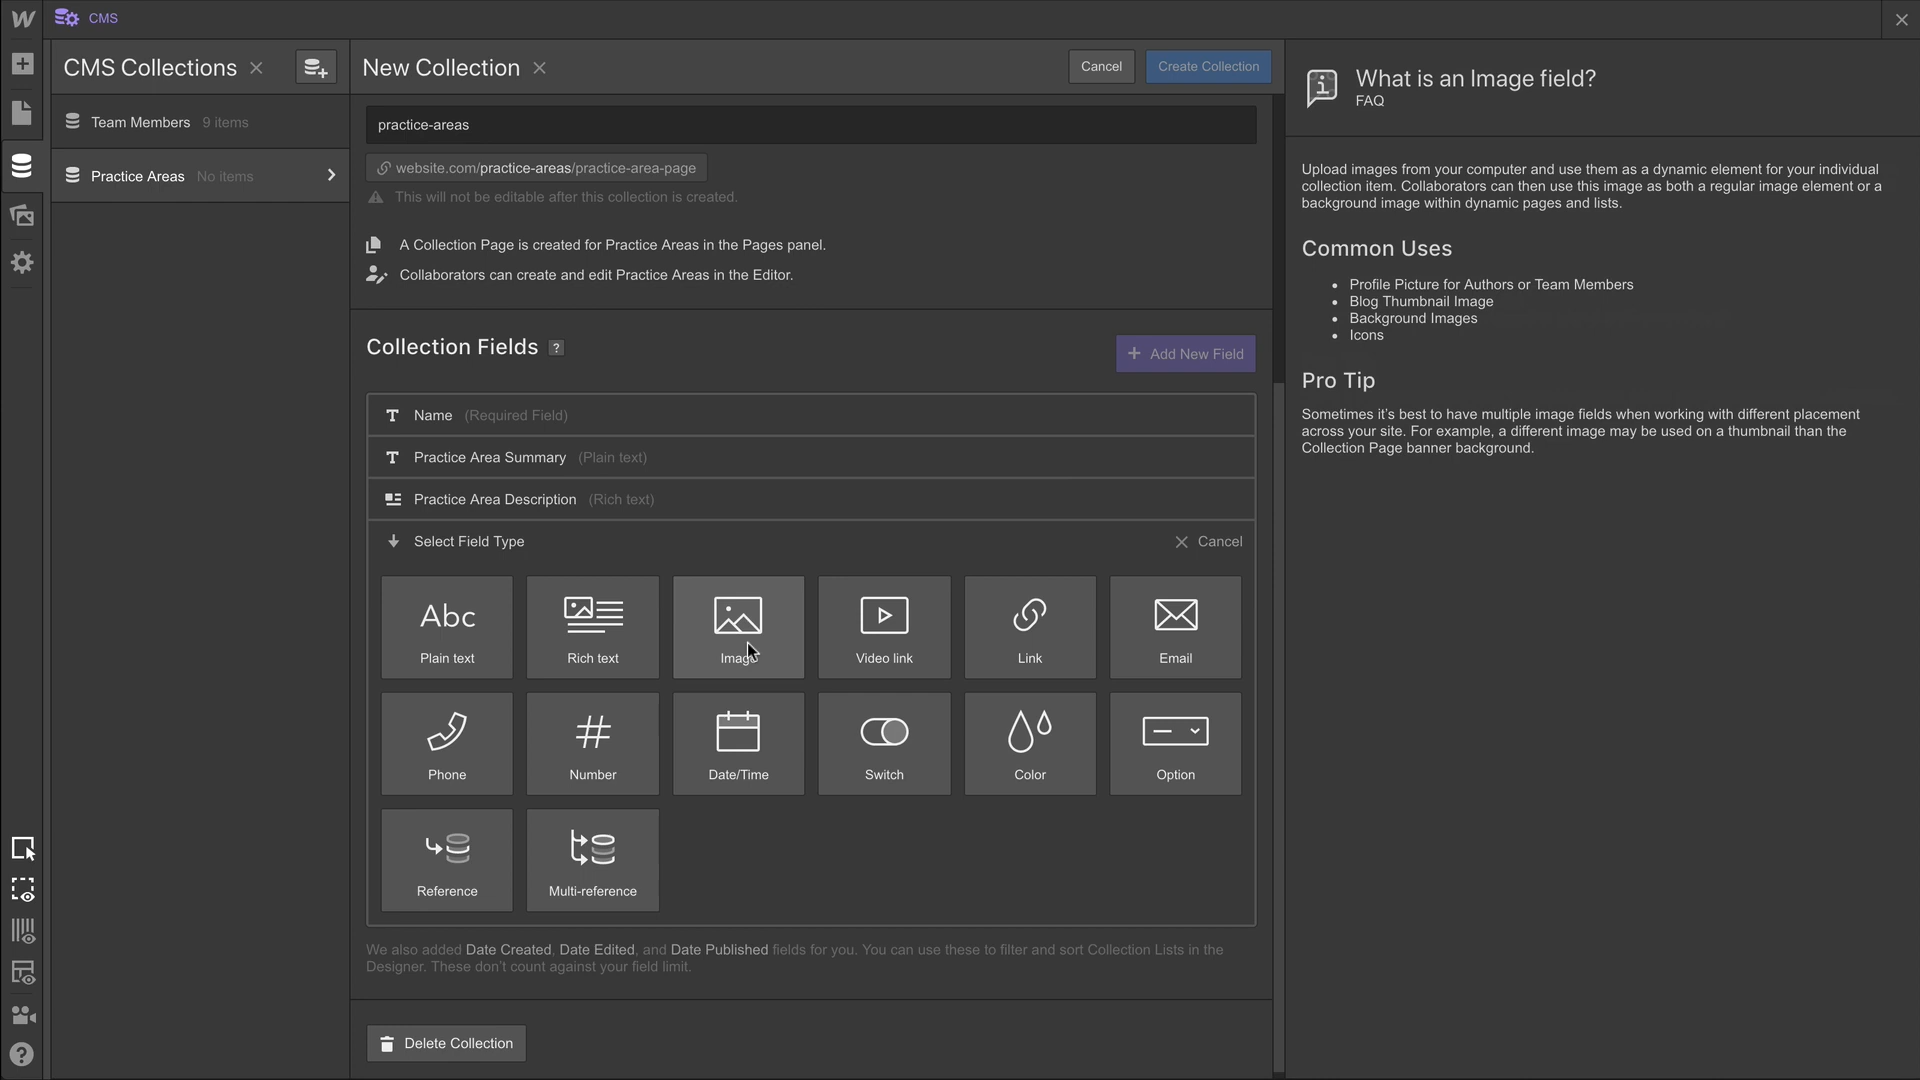 CMS
CMS Collections
Team Members 9 items
Practice Areas No items
New Collection
Cancel
Create Collection
practice-areas
website.com/practice-areas/practice-area-page
This will not be editable after this collection is created.
A Collection Page is created for Practice Areas in the Pages panel.
Collaborators can create and edit Practice Areas in the Editor.
Collection Fields ?
+ Add New Field
Name (Required Field)
Practice Area Summary (Plain text)
Practice Area Description (Rich text)
Select Field Type
Cancel
Abc
Plain text
Rich text
Image
Video link
Link
Email
Phone
Number
Date/Time
Switch
Color
Option
Reference
Multi-reference
We also added Date Created, Date Edited, and Date Published fields for you. You can use these to filter and sort Collection Lists in the
Designer. These don’t count against your field limit.
Delete Collection
What is an Image field?
FAQ
Upload images from your computer and use them as a dynamic element for your individual
collection item. Collaborators can then use this image as both a regular image element or a
background image within dynamic pages and lists.
Common Uses
• Profile Picture for Authors or Team Members
• Blog Thumbnail Image
• Background Images
• Icons
Pro Tip
Sometimes it’s best to have multiple image fields when working with different placement
across your site. For example, a different image may be used on a thumbnail than the
Collection Page banner background.